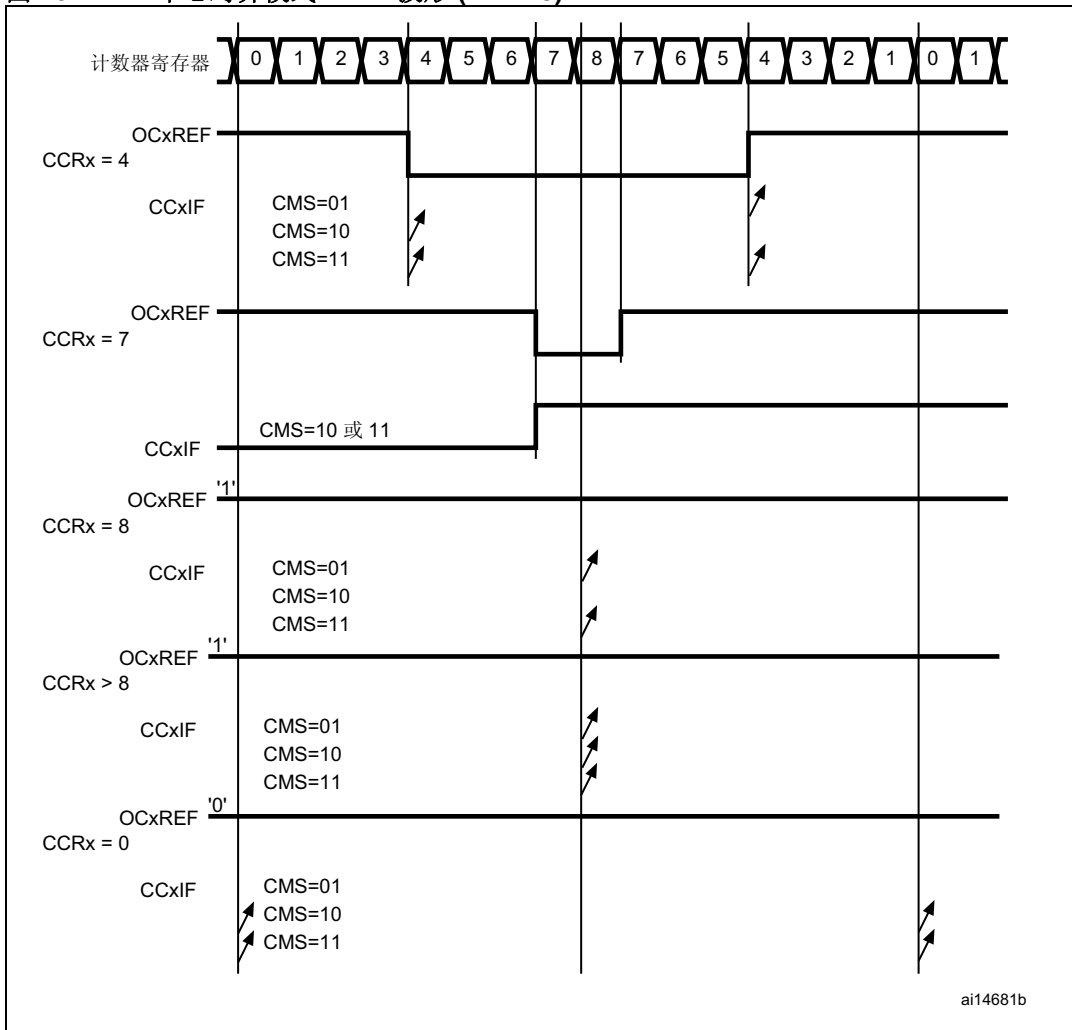 计数器寄存器 0 1 2 3 4 5 6 7 8 7 6 5 4 3 2 1 0 1
OCxREF
CCRx = 4
CCxIF
CMS=01
CMS=10
CMS=11
OCxREF
CCRx = 7
CMS=10 或 11
CCxIF
OCxREF '1'
CCRx = 8
CCxIF
CMS=01
CMS=10
CMS=11
OCxREF '1'
CCRx > 8
CCxIF
CMS=01
CMS=10
CMS=11
OCxREF '0'
CCRx = 0
CCxIF
CMS=01
CMS=10
CMS=11
ai14681b